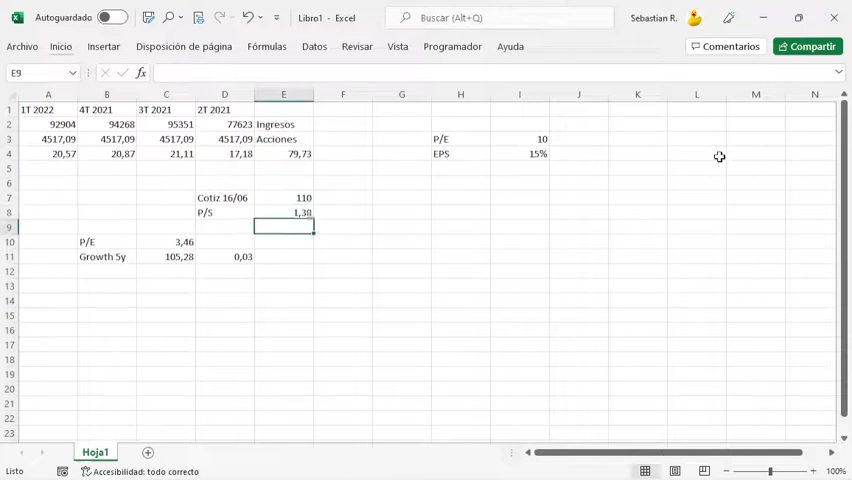 Autoguardado Libro1 - Excel Buscar (Alt+Q) Sebastian R.
Archivo Inicio Insertar Disposición de página Fórmulas Datos Revisar Vista Programador Ayuda Comentarios Compartir
E9 fx
A B C D E F G H I J K L M N
1 1T 2022 4T 2021 3T 2021 2T 2021
2 92904 94268 95351 77623 Ingresos
3 4517,09 4517,09 4517,09 4517,09 Acciones P/E 10
4 20,57 20,87 21,11 17,18 79,73 EPS 15%
5
6
7 Cotiz 16/06 110
8 P/S 1,38
9
10 P/E 3,46
11 Growth 5y 105,28 0,03
12
13
14
15
16
17
18
19
20
21
22
23
Hoja1
Listo Accesibilidad: todo correcto 100%